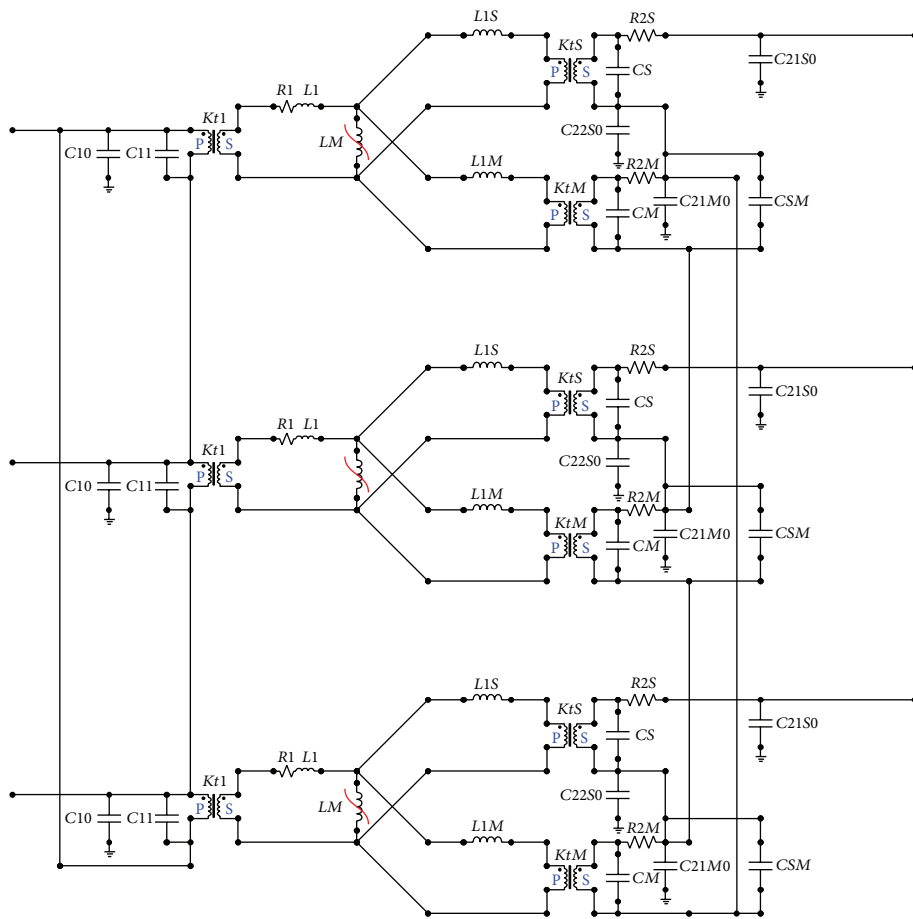 L1S
KtS
R2S
P S
CS
C21S0
R1 L1
Kt1
P S
LM
C22S0
C10
C11
L1M
KtM
R2M
P S
CM
C21M0
CSM
L1S
KtS
R2S
P S
CS
C21S0
R1 L1
Kt1
P S
C22S0
C10
C11
L1M
KtM
R2M
P S
CM
C21M0
CSM
L1S
KtS
R2S
P S
CS
C21S0
R1 L1
Kt1
P S
LM
C22S0
C10
C11
L1M
KtM
R2M
P S
CM
C21M0
CSM